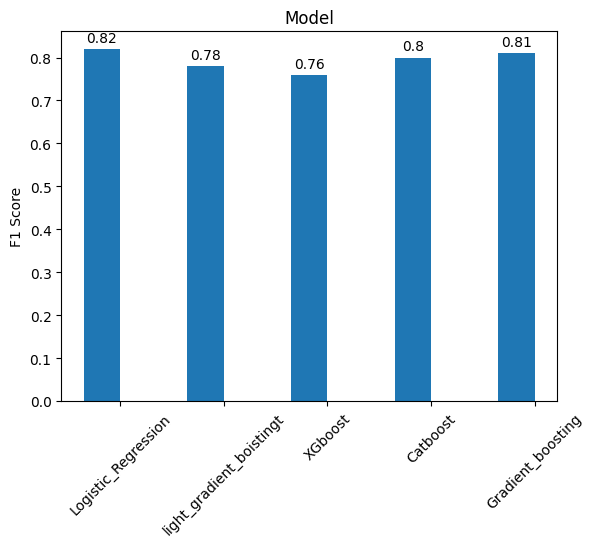 Model
0.82
0.78
0.76
0.8
0.81
F1 Score
0.8
0.7
0.6
0.5
0.4
0.3
0.2
0.1
0.0
Logistic_Regression
light_gradient_boistingt
XGboost
Catboost
Gradient_boosting